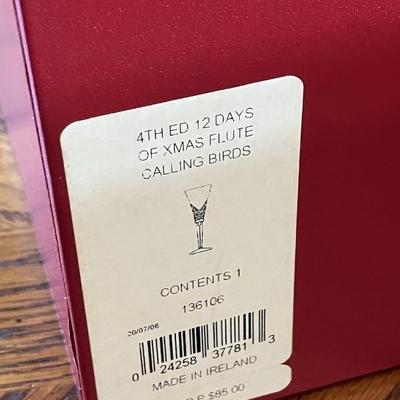 4TH ED 12 DAYS
OF XMAS FLUTE
CALLING BIRDS
CONTENTS 1
136106
20/07/06
0 24258 37781 3
MADE IN IRELAND
R P $85.00